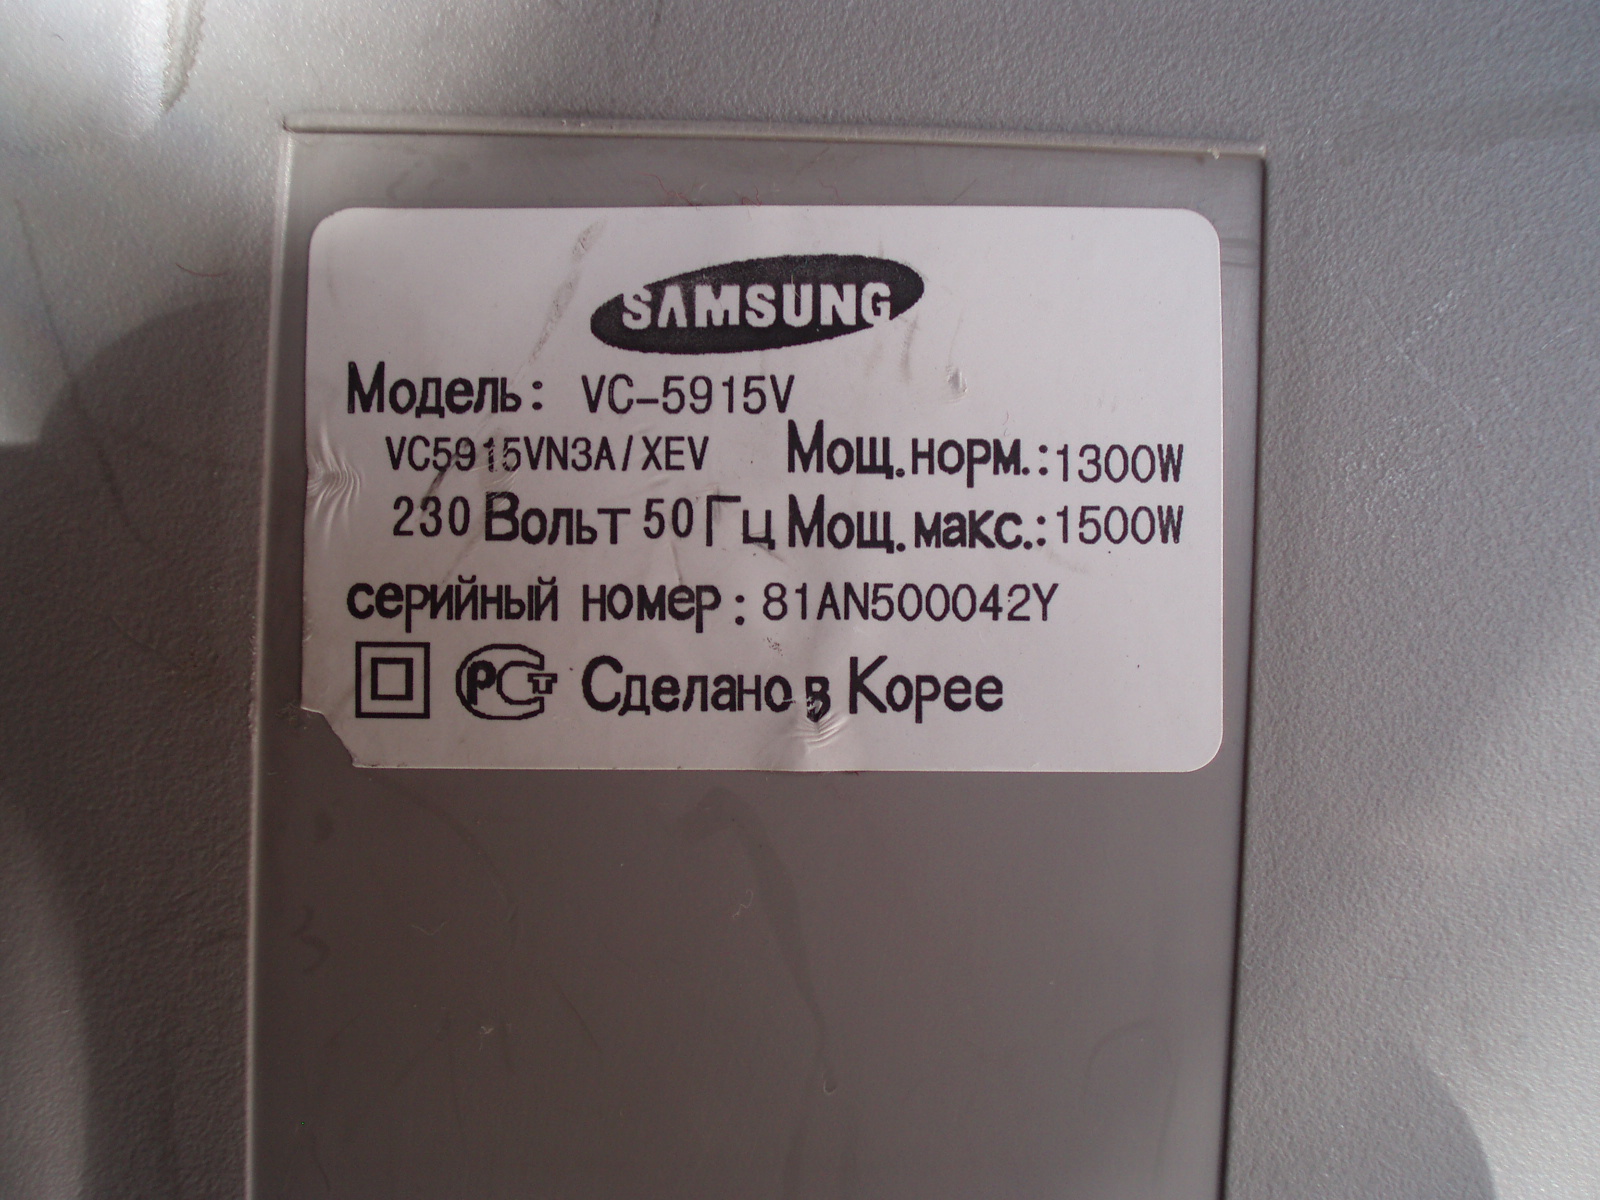 SAMSUNG
Модель: VC-5915V
VC5915VN3A/XEV Мощ.норм.:1300W
230 Вольт 50 Гц Мощ.макс.:1500W
серийный номер: 81AN500042Y
РСТ Сделано в Корее